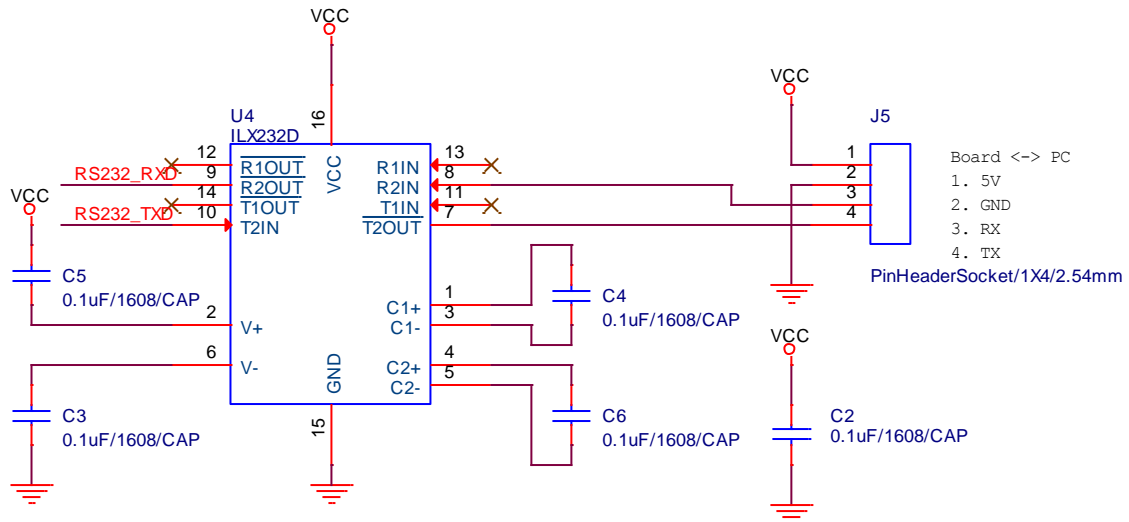 VCC
VCC
U4
ILX232D
J5
16
12
R1OUT
VCC
R1IN
13
1
Board <-> PC
RS232_RXD
9
R2OUT
R2IN
8
2
1. 5V
14
T1OUT
T1IN
11
3
2. GND
VCC
RS232_TXD
10
T2IN
T2OUT
7
4
3. RX
4. TX
PinHeaderSocket/1X4/2.54mm
C5
0.1uF/1608/CAP
1
C1+
C4
0.1uF/1608/CAP
2
V+
3
C1-
VCC
6
V-
GND
4
C2+
5
C2-
C3
0.1uF/1608/CAP
15
C6
0.1uF/1608/CAP
C2
0.1uF/1608/CAP